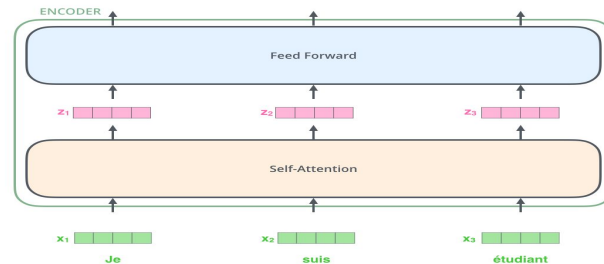 ENCODER
Feed Forward
z₁ z₂ z₃
Self-Attention
x₁ x₂ x₃
Je suis étudiant